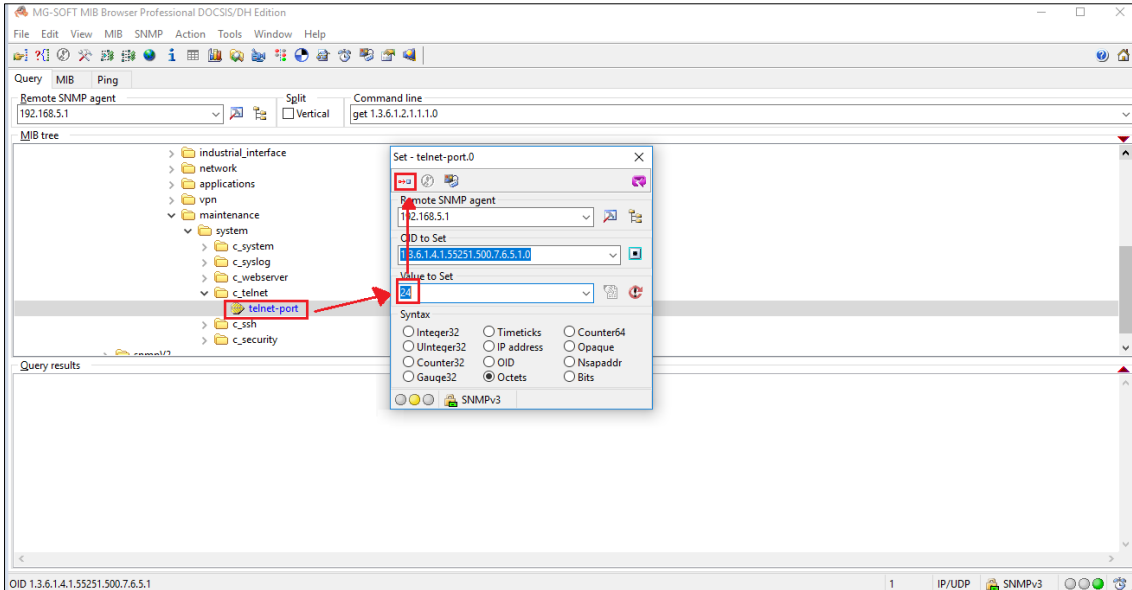 MG-SOFT MIB Browser Professional DOCSIS/DH Edition
File Edit View MIB SNMP Action Tools Window Help
Query MIB Ping
Remote SNMP agent Split Command line
192.168.5.1 Vertical get 1.3.6.1.2.1.1.1.0
MIB tree
industrial_interface
network
applications
vpn
maintenance
system
c_system
c_syslog
c_webserver
c_telnet
telnet-port
c_ssh
c_security
snmpV2
Set - telnet-port.0
Remote SNMP agent
192.168.5.1
OID to Set
1.3.6.1.4.1.55251.500.7.6.5.1.0
Value to Set
24
Syntax
Integer32 Timeticks Counter64
UInteger32 IP address Opaque
Counter32 OID Nsapaddr
Gauge32 Octets Bits
SNMPv3
Query results
OID 1.3.6.1.4.1.55251.500.7.6.5.1 1 IP/UDP SNMPv3